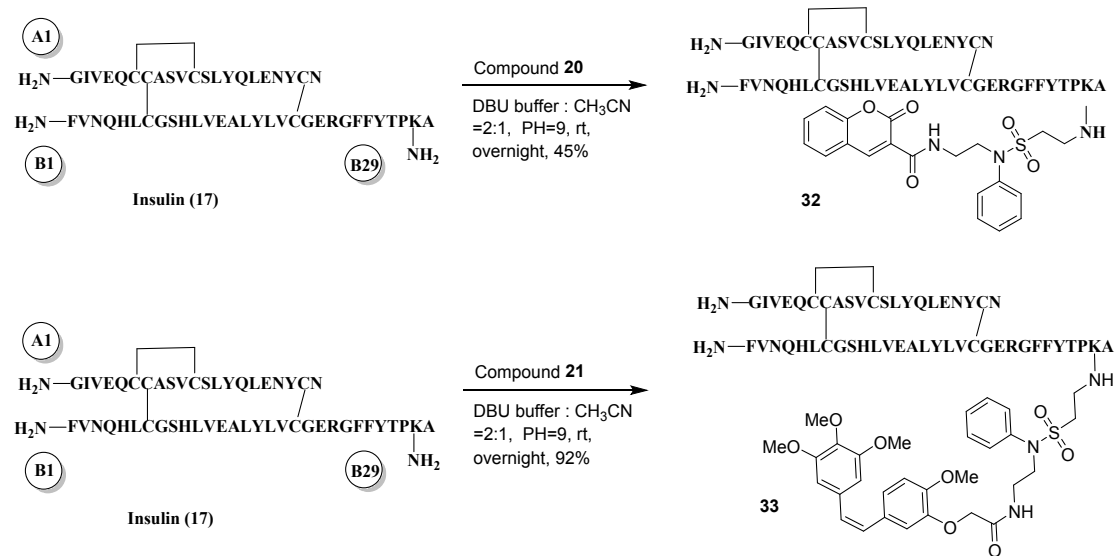 A1
H₂N—GIVEQCCASVCSLYQLENYCN
H₂N—FVNQHLCGSHLVEALYLVCGERGFFYTPKA
NH₂
B1
B29
Insulin (17)
Compound 20
DBU buffer : CH₃CN
=2:1, PH=9, rt,
overnight, 45%
H₂N—GIVEQCCASVCSLYQLENYCN
H₂N—FVNQHLCGSHLVEALYLVCGERGFFYTPKA
O
O
O
H
N
N
O
S
O
HN
32
A1
H₂N—GIVEQCCASVCSLYQLENYCN
H₂N—FVNQHLCGSHLVEALYLVCGERGFFYTPKA
NH₂
B1
B29
Insulin (17)
Compound 21
DBU buffer : CH₃CN
=2:1, PH=9, rt,
overnight, 92%
H₂N—GIVEQCCASVCSLYQLENYCN
H₂N—FVNQHLCGSHLVEALYLVCGERGFFYTPKA
NH
O
S
O
N
OMe
MeO
OMe
OMe
O
N
H
O
33